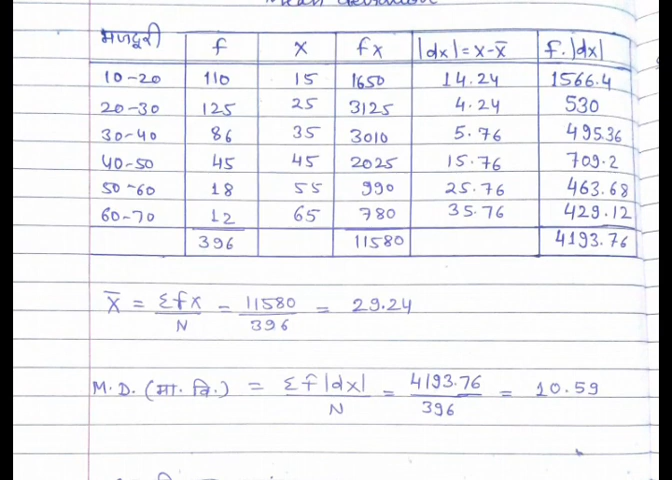 Mean deviation
मजदूरी f x fx |dx|=x-x̄ f.|dx|
10-20 110 15 1650 14.24 1566.4
20-30 125 25 3125 4.24 530
30-40 86 35 3010 5.76 495.36
40-50 45 45 2025 15.76 709.2
50-60 18 55 990 25.76 463.68
60-70 12 65 780 35.76 429.12
396 11580 4193.76
x̄ = Σfx/N = 11580/396 = 29.24
M.D. (मा. वि.) = Σf|dx|/N = 4193.76/396 = 10.59